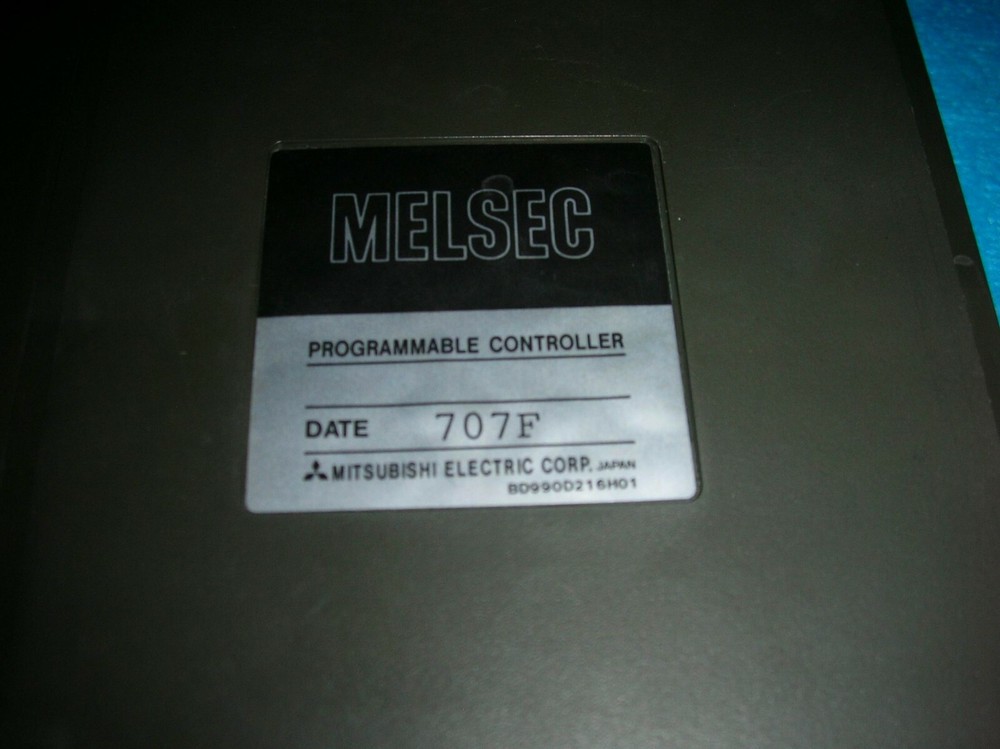 MELSEC
PROGRAMMABLE CONTROLLER
DATE 707F
MITSUBISHI ELECTRIC CORP. JAPAN
BD990D216H01